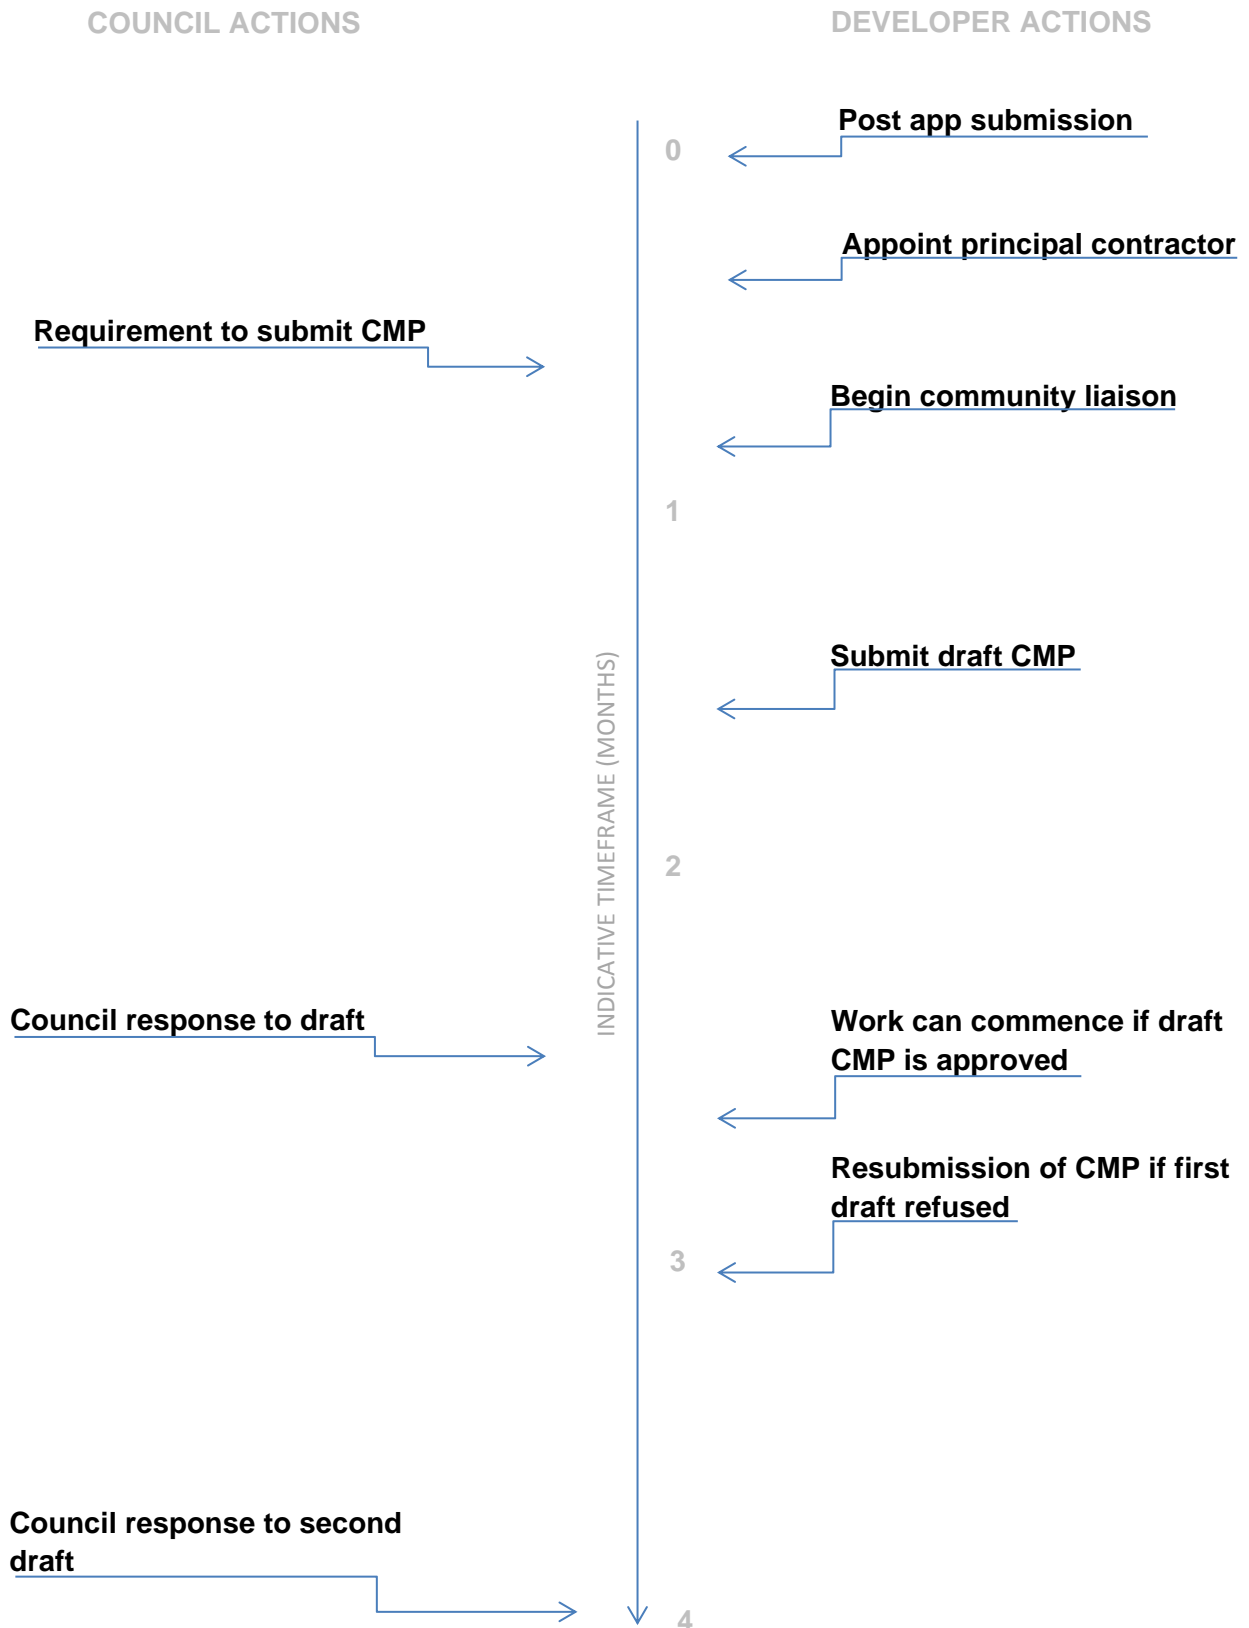 COUNCIL ACTIONS
DEVELOPER ACTIONS
Post app submission
0
Appoint principal contractor
Requirement to submit CMP
Begin community liaison
1
Submit draft CMP
INDICATIVE TIMEFRAME (MONTHS)
2
Council response to draft
Work can commence if draft
CMP is approved
Resubmission of CMP if first
draft refused
3
Council response to second
draft
4